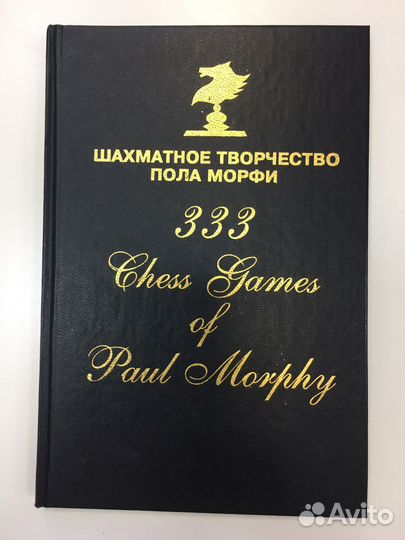 ШАХМАТНОЕ ТВОРЧЕСТВО
ПОЛА МОРФИ
333
Chess Games
of
Paul Morphy
Avito